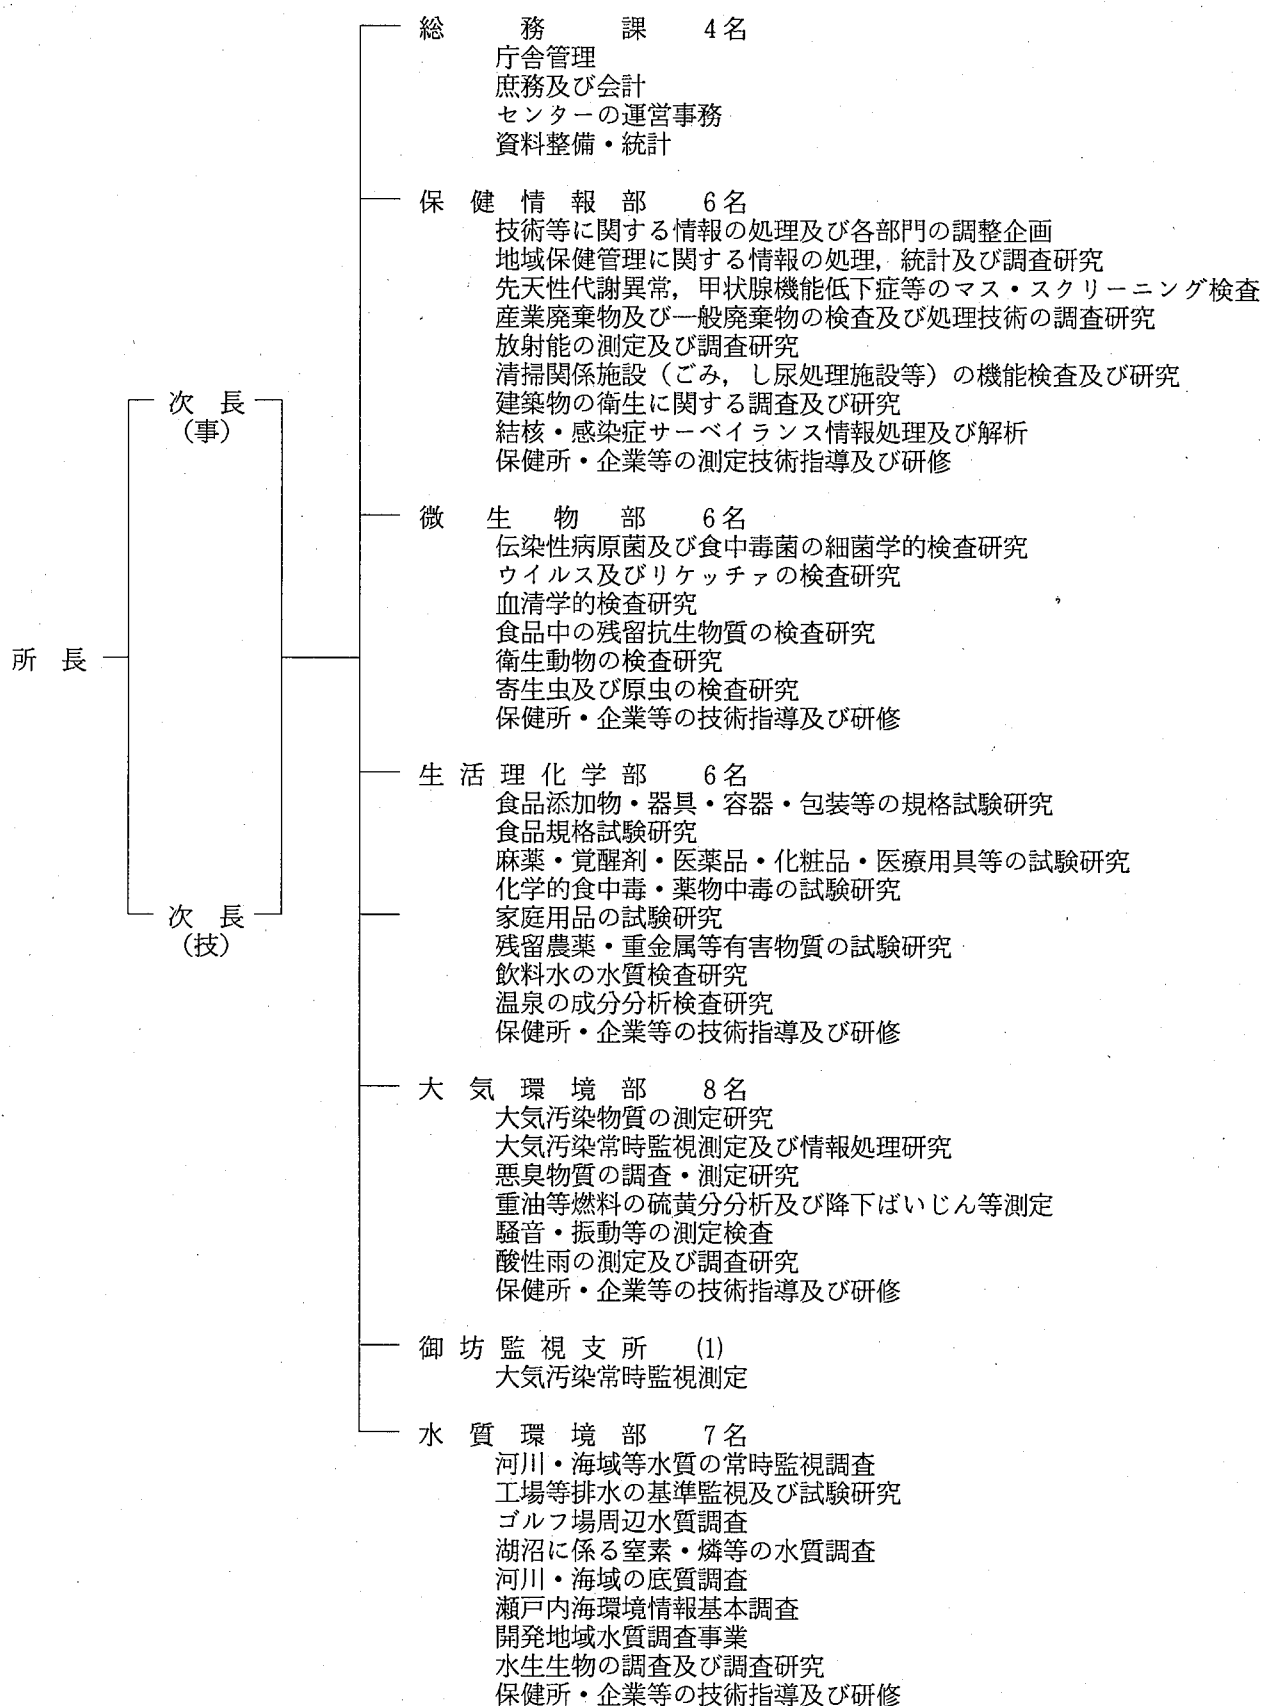 総務課 4名
庁舎管理
庶務及び会計
センターの運営事務
資料整備・統計
保健情報部 6名
技術等に関する情報の処理及び各部門の調整企画
地域保健管理に関する情報の処理，統計及び調査研究
先天性代謝異常，甲状腺機能低下症等のマス・スクリーニング検査
産業廃棄物及び一般廃棄物の検査及び処理技術の調査研究
放射能の測定及び調査研究
清掃関係施設（ごみ，し尿処理施設等）の機能検査及び研究
建築物の衛生に関する調査及び研究
結核・感染症サーベイランス情報処理及び解析
保健所・企業等の測定技術指導及び研修
次長
(事)
微生物部 6名
伝染性病原菌及び食中毒菌の細菌学的検査研究
ウイルス及びリケッチァの検査研究
血清学的検査研究
食品中の残留抗生物質の検査研究
衛生動物の検査研究
寄生虫及び原虫の検査研究
保健所・企業等の技術指導及び研修
所長
生活理化学部 6名
食品添加物・器具・容器・包装等の規格試験研究
食品規格試験研究
麻薬・覚醒剤・医薬品・化粧品・医療用具等の試験研究
化学的食中毒・薬物中毒の試験研究
家庭用品の試験研究
残留農薬・重金属等有害物質の試験研究
飲料水の水質検査研究
温泉の成分分析検査研究
保健所・企業等の技術指導及び研修
次長
(技)
大気環境部 8名
大気汚染物質の測定研究
大気汚染常時監視測定及び情報処理研究
悪臭物質の調査・測定研究
重油等燃料の硫黄分分析及び降下ばいじん等測定
騒音・振動等の測定検査
酸性雨の測定及び調査研究
保健所・企業等の技術指導及び研修
御坊監視支所 (1)
大気汚染常時監視測定
水質環境部 7名
河川・海域等水質の常時監視調査
工場等排水の基準監視及び試験研究
ゴルフ場周辺水質調査
湖沼に係る窒素・燐等の水質調査
河川・海域の底質調査
瀬戸内海環境情報基本調査
開発地域水質調査事業
水生生物の調査及び調査研究
保健所・企業等の技術指導及び研修